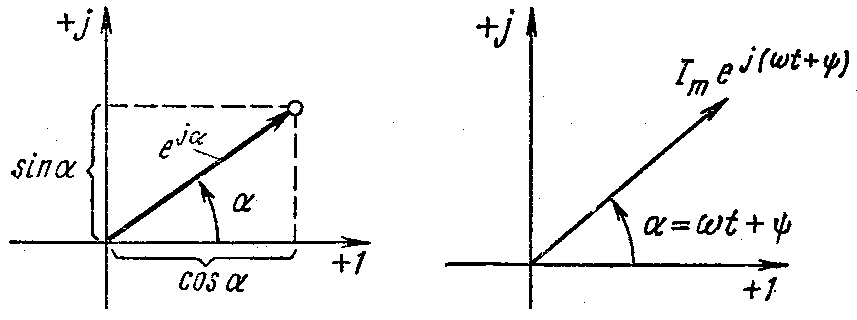 +j
sin α
e^{jα}
α
cos α
+1
+j
I_m e^{j(ωt+ψ)}
α = ωt + ψ
+1